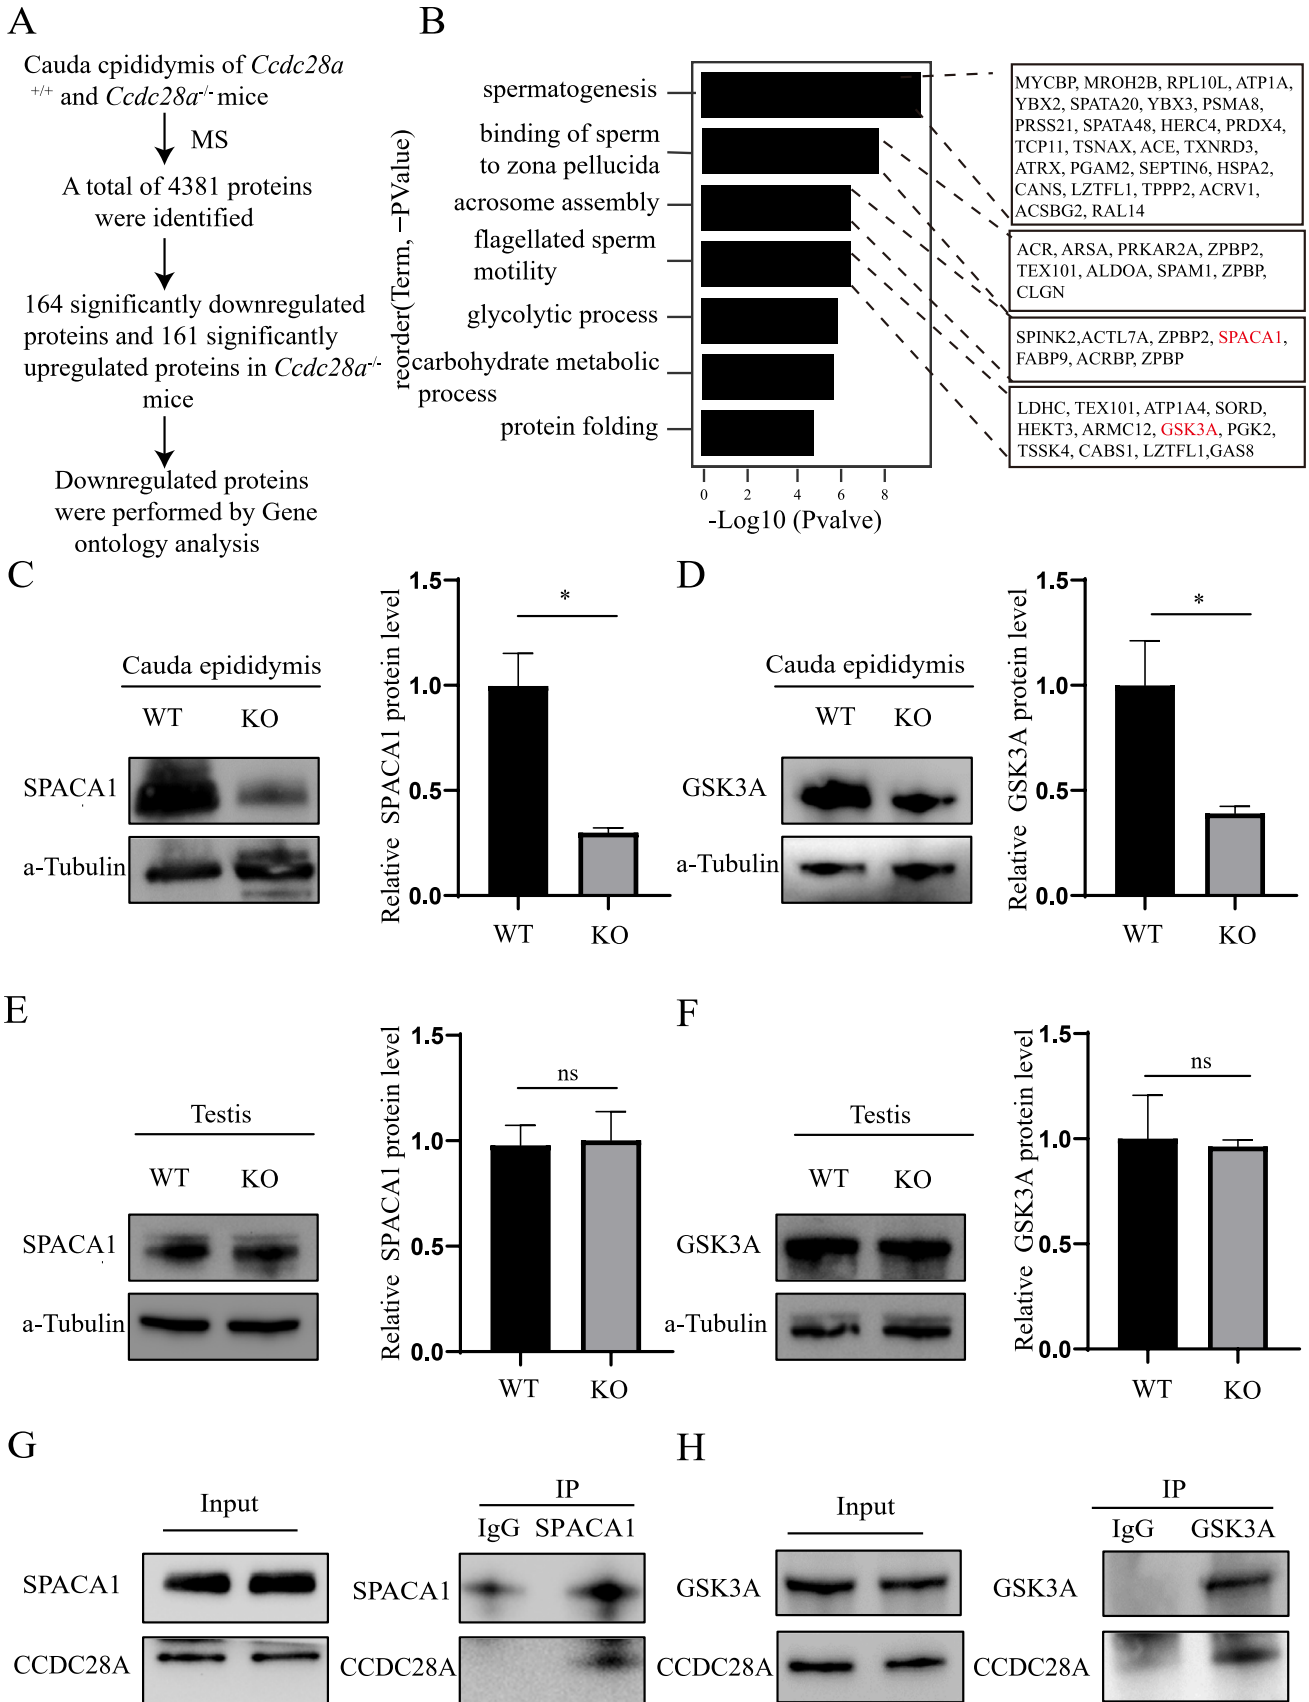 A
Cauda cpididymis of Ccdc28a
+/+ and Ccdc28a-/- mice
MS
A total of 4381 proteins
were identified
164 significantly downregulated
proteins and 161 significantly
upregulated proteins in Ccdc28a-/-
mice
Downregulated proteins
were performed by Gene
ontology analysis
B
reorder(Term, −PValue)
spermatogenesis
binding of sperm
to zona pellucida
acrosome assembly
flagellated sperm
motility
glycolytic process
carbohydrate metabolic
process
protein folding
0 2 4 6 8
-Log10 (Pvalve)
MYCBP, MROH2B, RPL10L, ATP1A,
YBX2, SPATA20, YBX3, PSMA8,
PRSS21, SPATA48, HERC4, PRDX4,
TCP11, TSNAX, ACE, TXNRD3,
ATRX, PGAM2, SEPTIN6, HSPA2,
CANS, LZTFL1, TPPP2, ACRV1,
ACSBG2, RAL14
ACR, ARSA, PRKAR2A, ZPBP2,
TEX101, ALDOA, SPAM1, ZPBP,
CLGN
SPINK2,ACTL7A, ZPBP2, SPACA1,
FABP9, ACRBP, ZPBP
LDHC, TEX101, ATP1A4, SORD,
HEKT3, ARMC12, GSK3A, PGK2,
TSSK4, CABS1, LZTFL1,GAS8
C
Cauda epididymis
WT KO
SPACA1
a-Tubulin
Relative SPACA1 protein level
1.5
1.0
0.5
0.0
*
WT KO
D
Cauda epididymis
WT KO
GSK3A
a-Tubulin
Relative GSK3A protein level
1.5
1.0
0.5
0.0
*
WT KO
E
Testis
WT KO
SPACA1
a-Tubulin
Relative SPACA1 protein level
1.5
1.0
0.5
0.0
ns
WT KO
F
Testis
WT KO
GSK3A
a-Tubulin
Relative GSK3A protein level
1.5
1.0
0.5
0.0
ns
WT KO
G
Input
SPACA1
CCDC28A
IP
IgG SPACA1
SPACA1
CCDC28A
H
Input
GSK3A
CCDC28A
IP
IgG GSK3A
GSK3A
CCDC28A